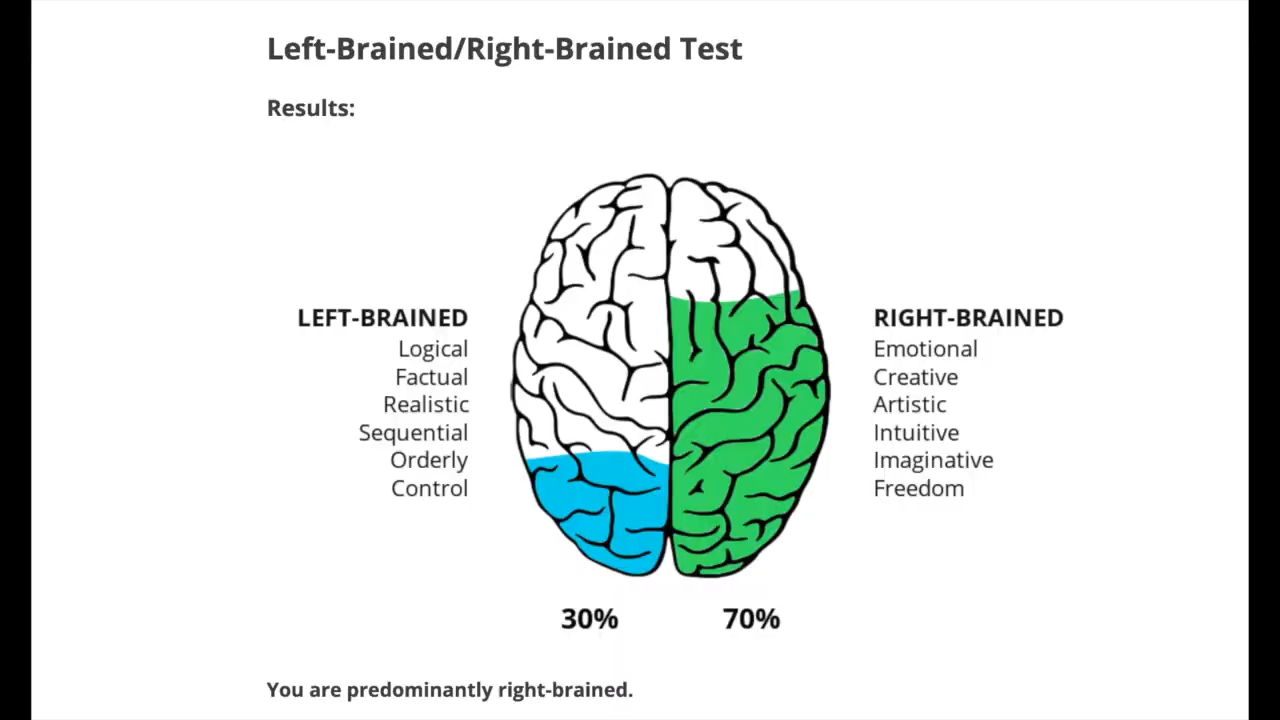 Left-Brained/Right-Brained Test
Results:
LEFT-BRAINED
Logical
Factual
Realistic
Sequential
Orderly
Control
RIGHT-BRAINED
Emotional
Creative
Artistic
Intuitive
Imaginative
Freedom
30%
70%
You are predominantly right-brained.